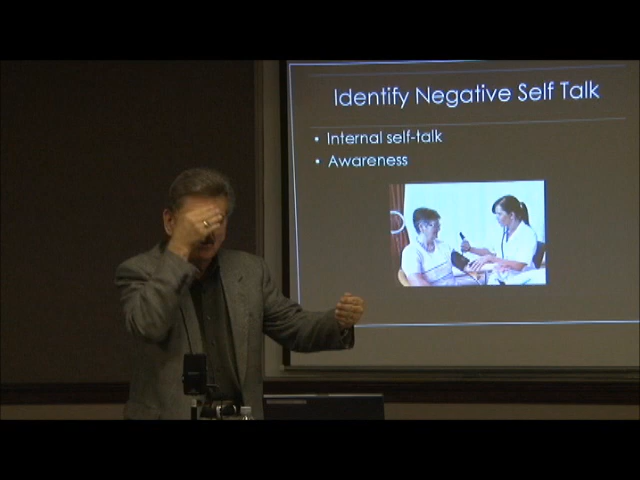 Identify Negative Self Talk
• Internal self-talk
• Awareness